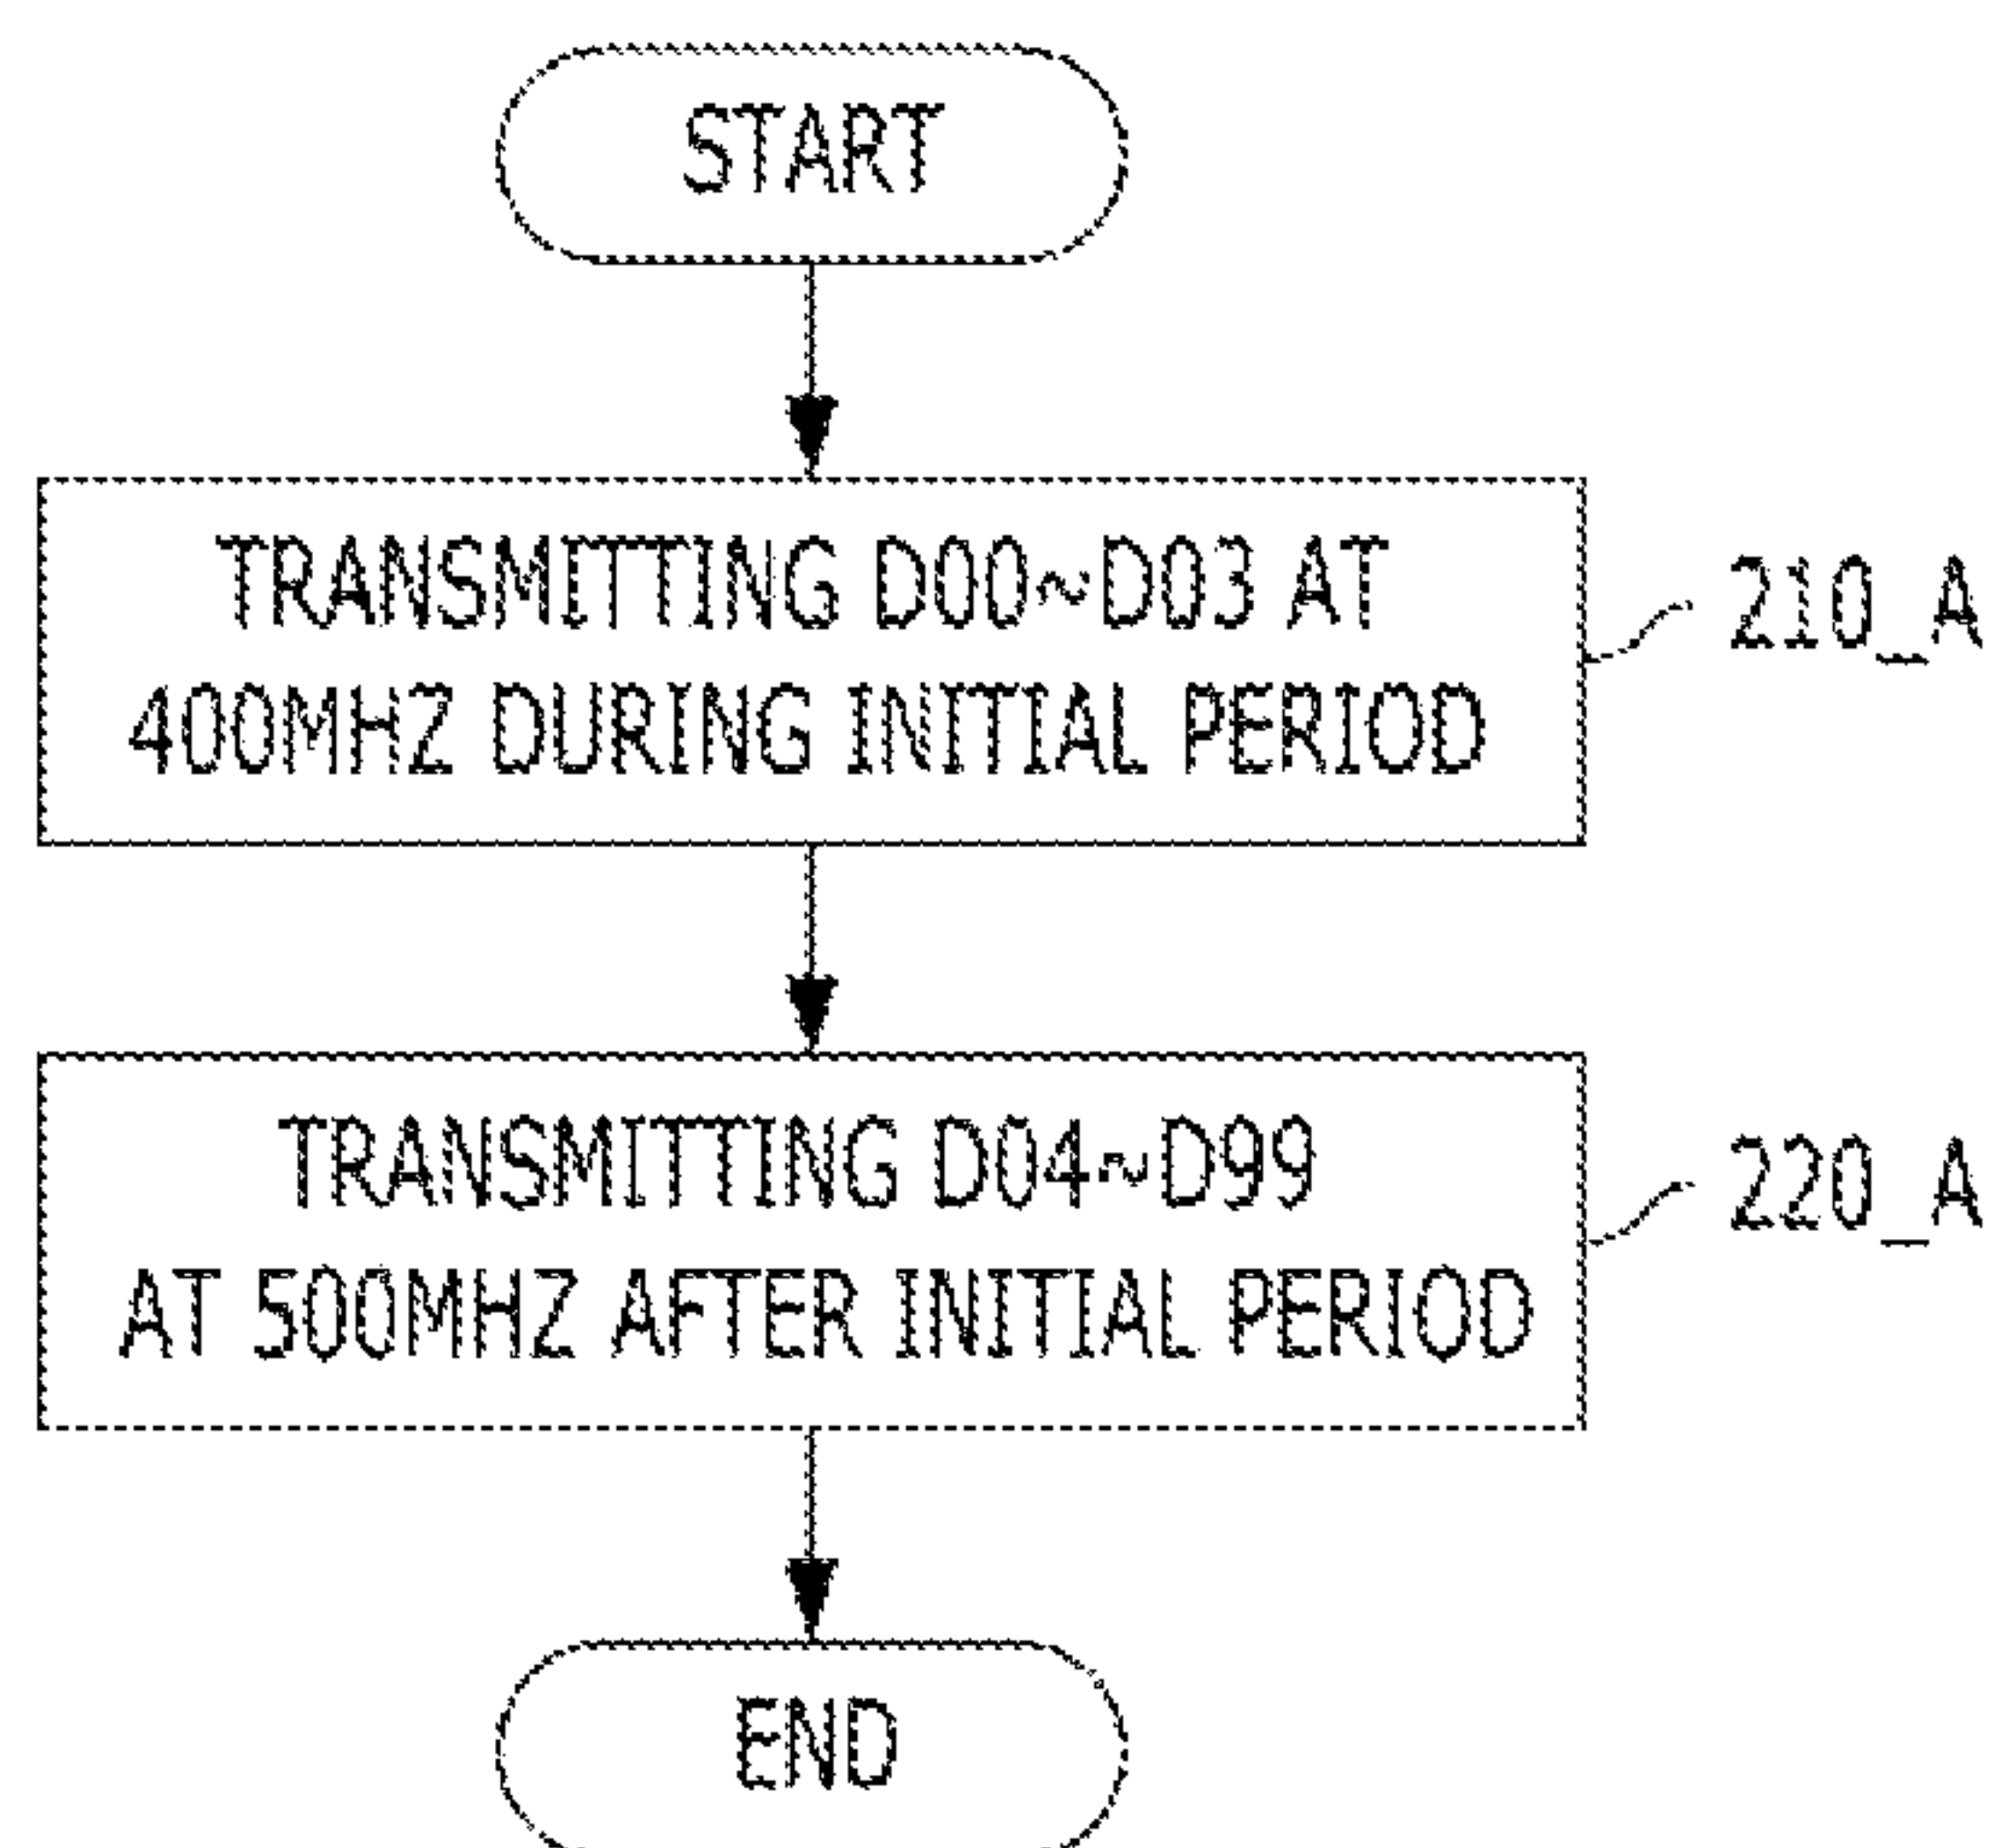 START
TRANSMITTING D00~D03 AT
400MHZ DURING INITIAL PERIOD
210_A
TRANSMITTING D04~D99
AT 500MHZ AFTER INITIAL PERIOD
220_A
END